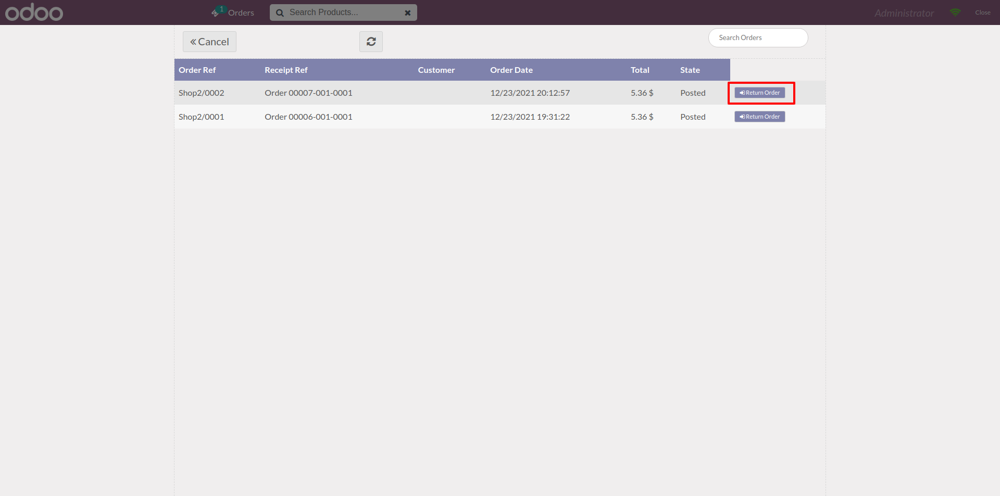 odoo 1 Orders Search Products... Administrator Close
Cancel Search Orders
Order Ref Receipt Ref Customer Order Date Total State
Shop2/0002 Order 00007-001-0001 12/23/2021 20:12:57 5.36 $ Posted Return Order
Shop2/0001 Order 00006-001-0001 12/23/2021 19:31:22 5.36 $ Posted Return Order